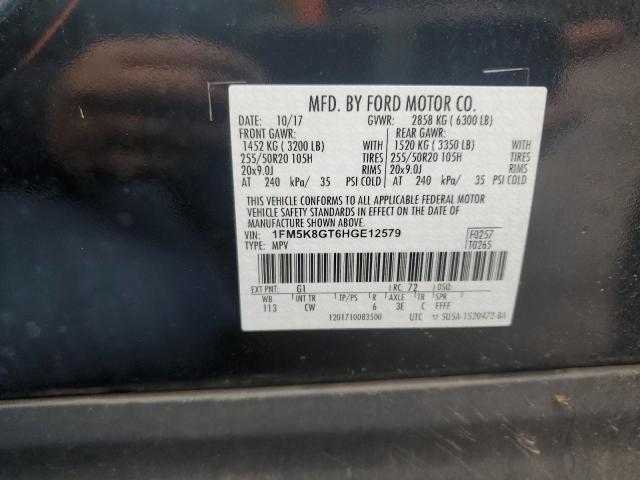 MFD. BY FORD MOTOR CO.
DATE: 10/17 GVWR: 2858 KG ( 6300 LB)
FRONT GAWR: REAR GAWR:
1452 KG ( 3200 LB) WITH 1520 KG ( 3350 LB) WITH
255/50R20 105H TIRES 255/50R20 105H TIRES
20x9.0J RIMS 20x9.0J RIMS
AT 240 kPa/ 35 PSI COLD AT 240 kPa/ 35 PSI COLD
THIS VEHICLE CONFORMS TO ALL APPLICABLE FEDERAL MOTOR
VEHICLE SAFETY STANDARDS IN EFFECT ON THE DATE OF
MANUFACTURE SHOWN ABOVE.
VIN: 1FM5K8GT6HGE12579 F0257
TYPE: MPV T0265
EXT PNT: G1 RC: 72 DSO:
WB INT TR TP/PS R AXLE TR SPR
113 CW 6 3E C FFFF
1201710083500 UTC 5U5A-1520472-BA